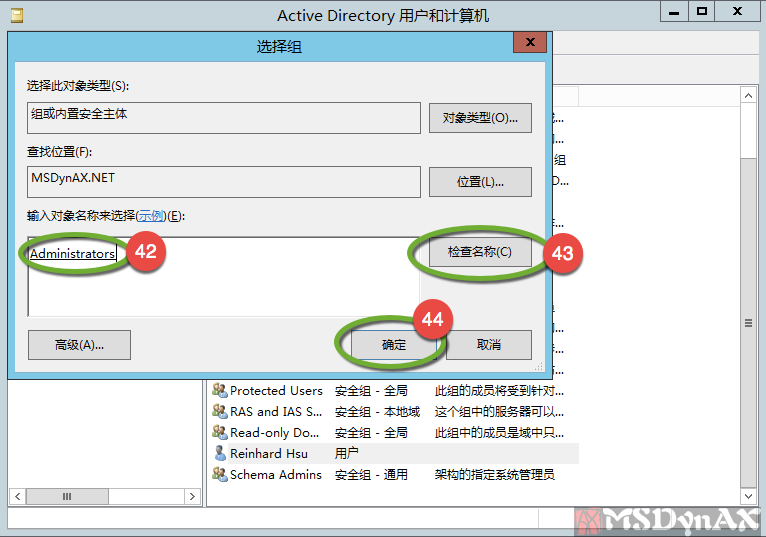 Active Directory 用户和计算机
选择组
选择此对象类型(S):
组或内置安全主体
对象类型(O)...
查找位置(F):
MSDynAX.NET
位置(L)...
输入对象名称来选择(示例)(E):
Administrators
42
检查名称(C)
43
44
高级(A)...
确定
取消
组
D...
Protected Users 安全组 - 全局 此组的成员将受到针对...
RAS and IAS S... 安全组 - 本地域 这个组中的服务器可以...
Read-only Do... 安全组 - 全局 此组中的成员是域中只...
Reinhard Hsu 用户
Schema Admins 安全组 - 通用 架构的指定系统管理员
MSDynAX